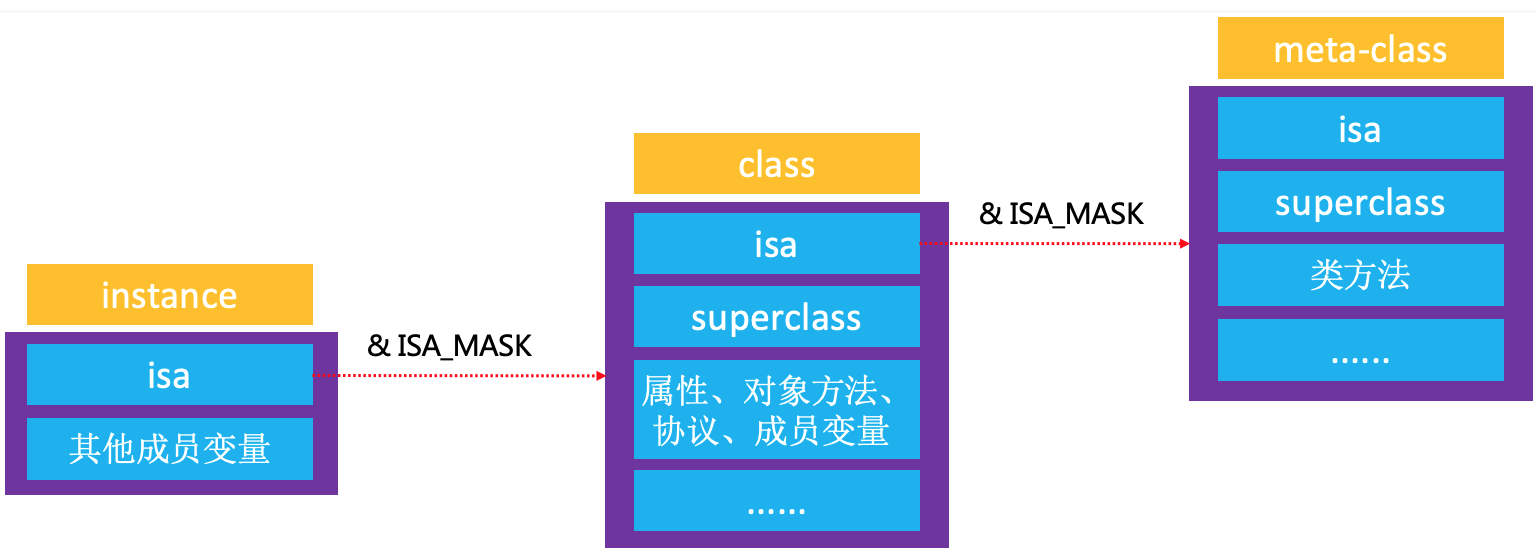 instance
isa
其他成员变量
& ISA_MASK
class
isa
superclass
属性、对象方法、
协议、成员变量
......
& ISA_MASK
meta-class
isa
superclass
类方法
......